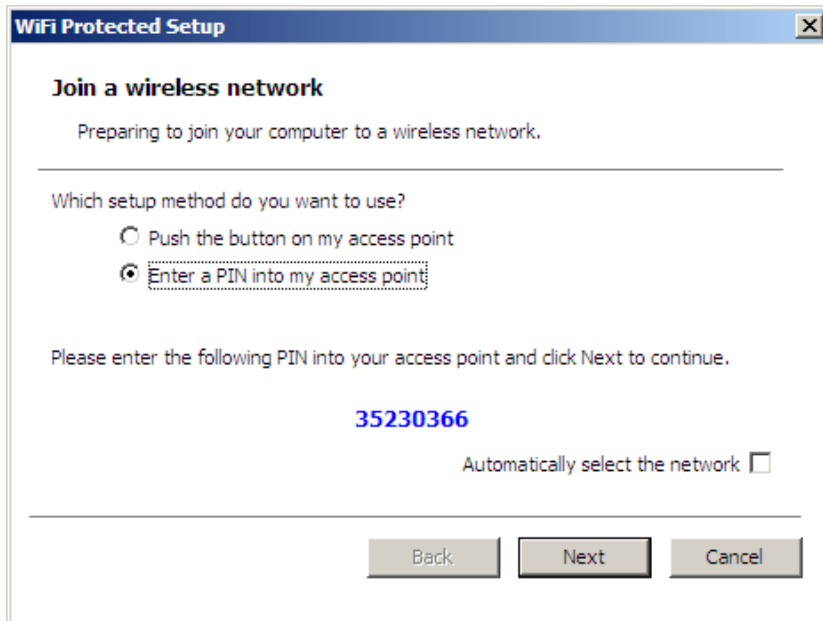 WiFi Protected Setup
Join a wireless network
Preparing to join your computer to a wireless network.
Which setup method do you want to use?
Push the button on my access point
Enter a PIN into my access point
Please enter the following PIN into your access point and click Next to continue.
35230366
Automatically select the network
Back Next Cancel